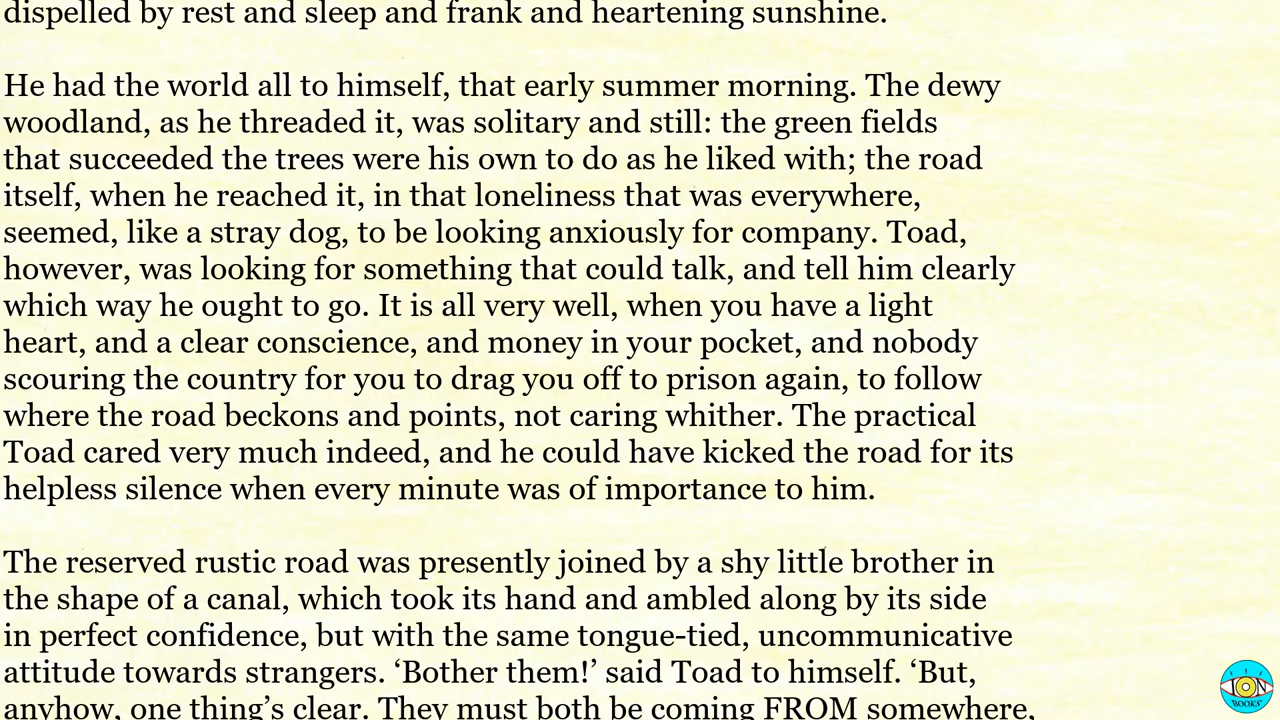 dispelled by rest and sleep and frank and heartening sunshine.
He had the world all to himself, that early summer morning. The dewy
woodland, as he threaded it, was solitary and still: the green fields
that succeeded the trees were his own to do as he liked with; the road
itself, when he reached it, in that loneliness that was everywhere,
seemed, like a stray dog, to be looking anxiously for company. Toad,
however, was looking for something that could talk, and tell him clearly
which way he ought to go. It is all very well, when you have a light
heart, and a clear conscience, and money in your pocket, and nobody
scouring the country for you to drag you off to prison again, to follow
where the road beckons and points, not caring whither. The practical
Toad cared very much indeed, and he could have kicked the road for its
helpless silence when every minute was of importance to him.
The reserved rustic road was presently joined by a shy little brother in
the shape of a canal, which took its hand and ambled along by its side
in perfect confidence, but with the same tongue-tied, uncommunicative
attitude towards strangers. ‘Bother them!’ said Toad to himself. ‘But,
anyhow, one thing’s clear. They must both be coming FROM somewhere,
ION
BOOKS